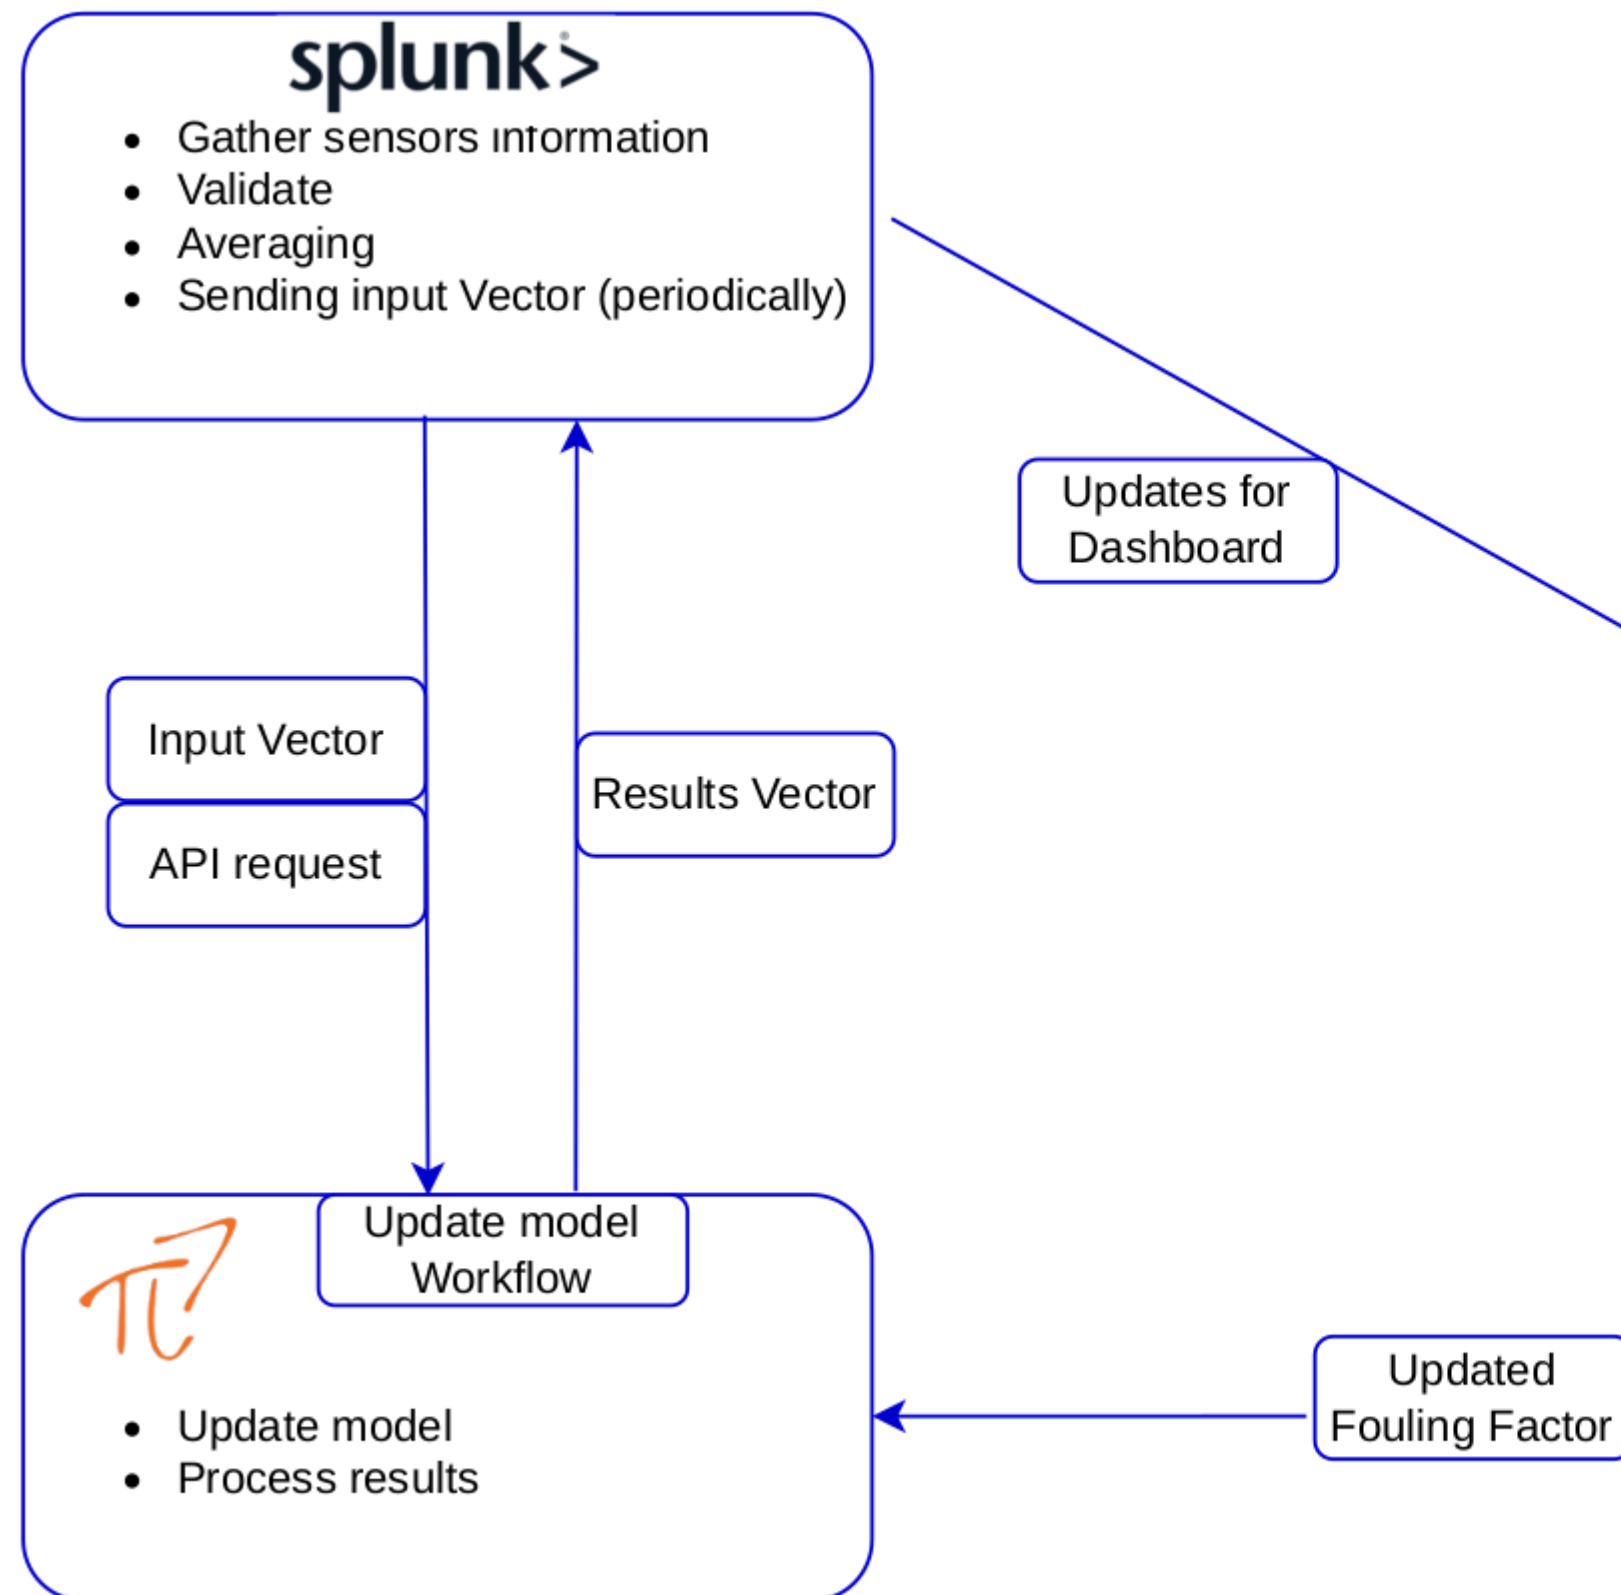 splunk>
Gather sensors information
Validate
Averaging
Sending input Vector (periodically)
Updates for
Dashboard
Input Vector
API request
Results Vector
Update model
Workflow
Update model
Process results
Updated
Fouling Factor